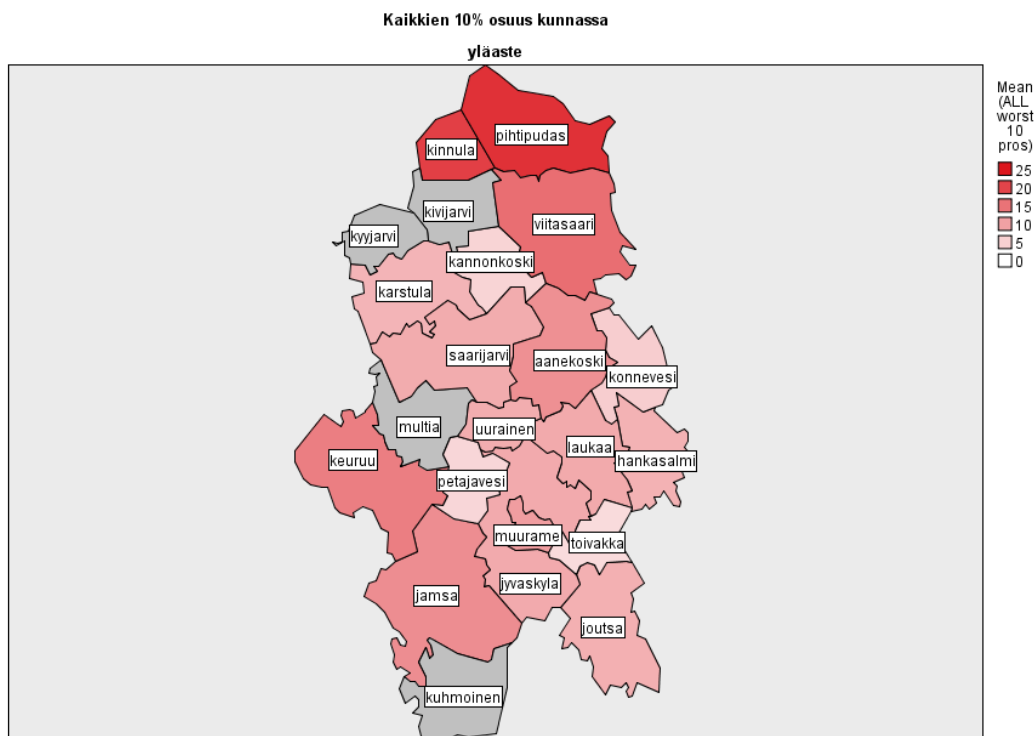 Kaikkien 10% osuus kunnassa
yläaste
Mean
(ALL
worst
10
pros)
25
20
15
10
5
0
pihtipudas
kinnula
kivijarvi
viitasaari
kyyjarvi
kannonkoski
karstula
saarijarvi
aanekoski
konnevesi
multia
uurainen
laukaa
keuruu
hankasalmi
petajavesi
muurame
toivakka
jyvaskyla
jamsa
joutsa
kuhmoinen